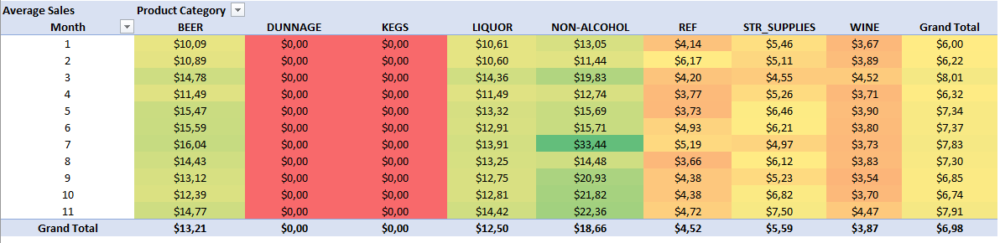 Average Sales Product Category
Month BEER DUNNAGE KEGS LIQUOR NON-ALCOHOL REF STR_SUPPLIES WINE Grand Total
1 $10,09 $0,00 $0,00 $10,61 $13,05 $4,14 $5,46 $3,67 $6,00
2 $10,89 $0,00 $0,00 $10,60 $11,44 $6,17 $5,11 $3,89 $6,22
3 $14,78 $0,00 $0,00 $14,36 $19,83 $4,20 $4,55 $4,52 $8,01
4 $11,49 $0,00 $0,00 $11,49 $12,74 $3,77 $5,26 $3,71 $6,32
5 $15,47 $0,00 $0,00 $13,32 $15,69 $3,73 $6,46 $3,90 $7,34
6 $15,59 $0,00 $0,00 $12,91 $15,71 $4,93 $6,21 $3,80 $7,37
7 $16,04 $0,00 $0,00 $13,91 $33,44 $5,19 $4,97 $3,73 $7,83
8 $14,43 $0,00 $0,00 $13,25 $14,48 $3,66 $6,12 $3,83 $7,30
9 $13,12 $0,00 $0,00 $12,75 $20,93 $4,38 $5,23 $3,54 $6,85
10 $12,39 $0,00 $0,00 $12,81 $21,82 $4,38 $6,82 $3,70 $6,74
11 $14,77 $0,00 $0,00 $14,42 $22,36 $4,72 $7,50 $4,47 $7,91
Grand Total $13,21 $0,00 $0,00 $12,50 $18,66 $4,52 $5,59 $3,87 $6,98